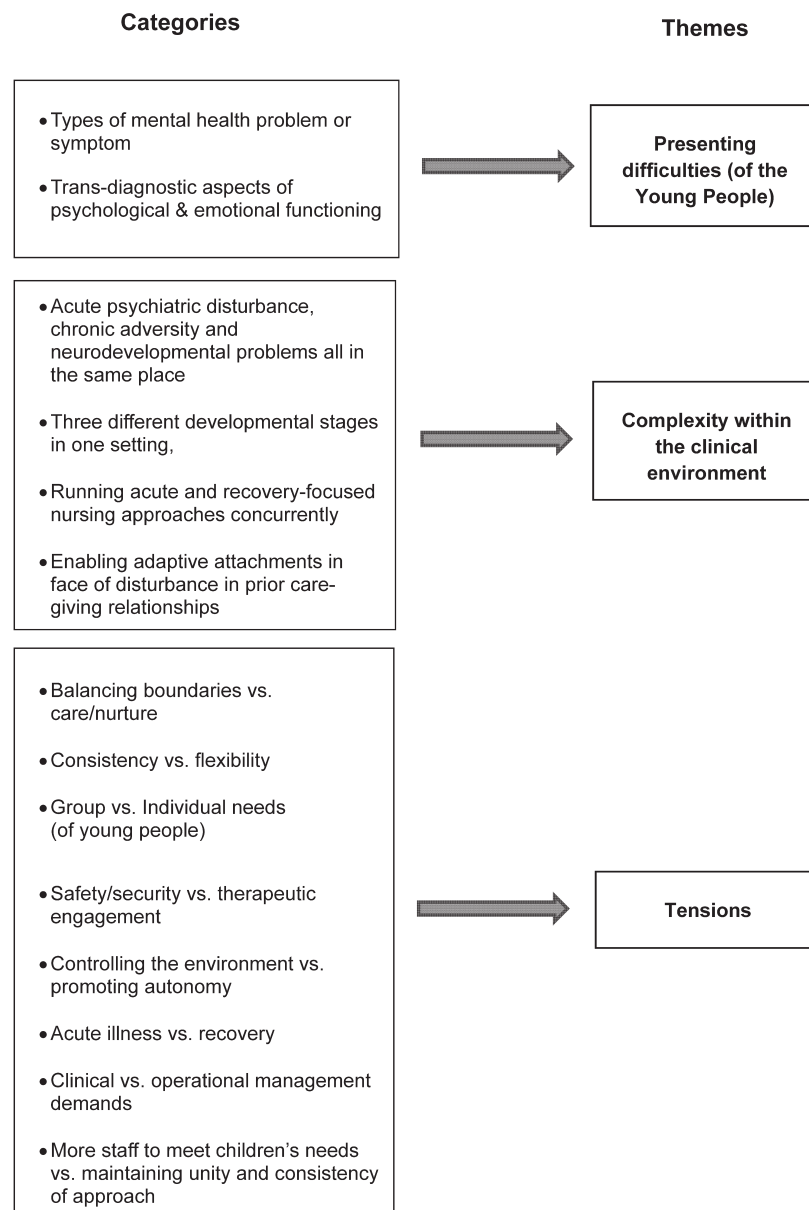 Categories
Themes
• Types of mental health problem or
symptom
• Trans-diagnostic aspects of
psychological & emotional functioning
Presenting
difficulties (of the
Young People)
• Acute psychiatric disturbance,
chronic adversity and
neurodevelopmental problems all in
the same place
• Three different developmental stages
in one setting,
• Running acute and recovery-focused
nursing approaches concurrently
• Enabling adaptive attachments in
face of disturbance in prior care-
giving relationships
Complexity within
the clinical
environment
• Balancing boundaries vs.
care/nurture
• Consistency vs. flexibility
• Group vs. Individual needs
(of young people)
• Safety/security vs. therapeutic
engagement
• Controlling the environment vs.
promoting autonomy
• Acute illness vs. recovery
• Clinical vs. operational management
demands
• More staff to meet children’s needs
vs. maintaining unity and consistency
of approach
Tensions